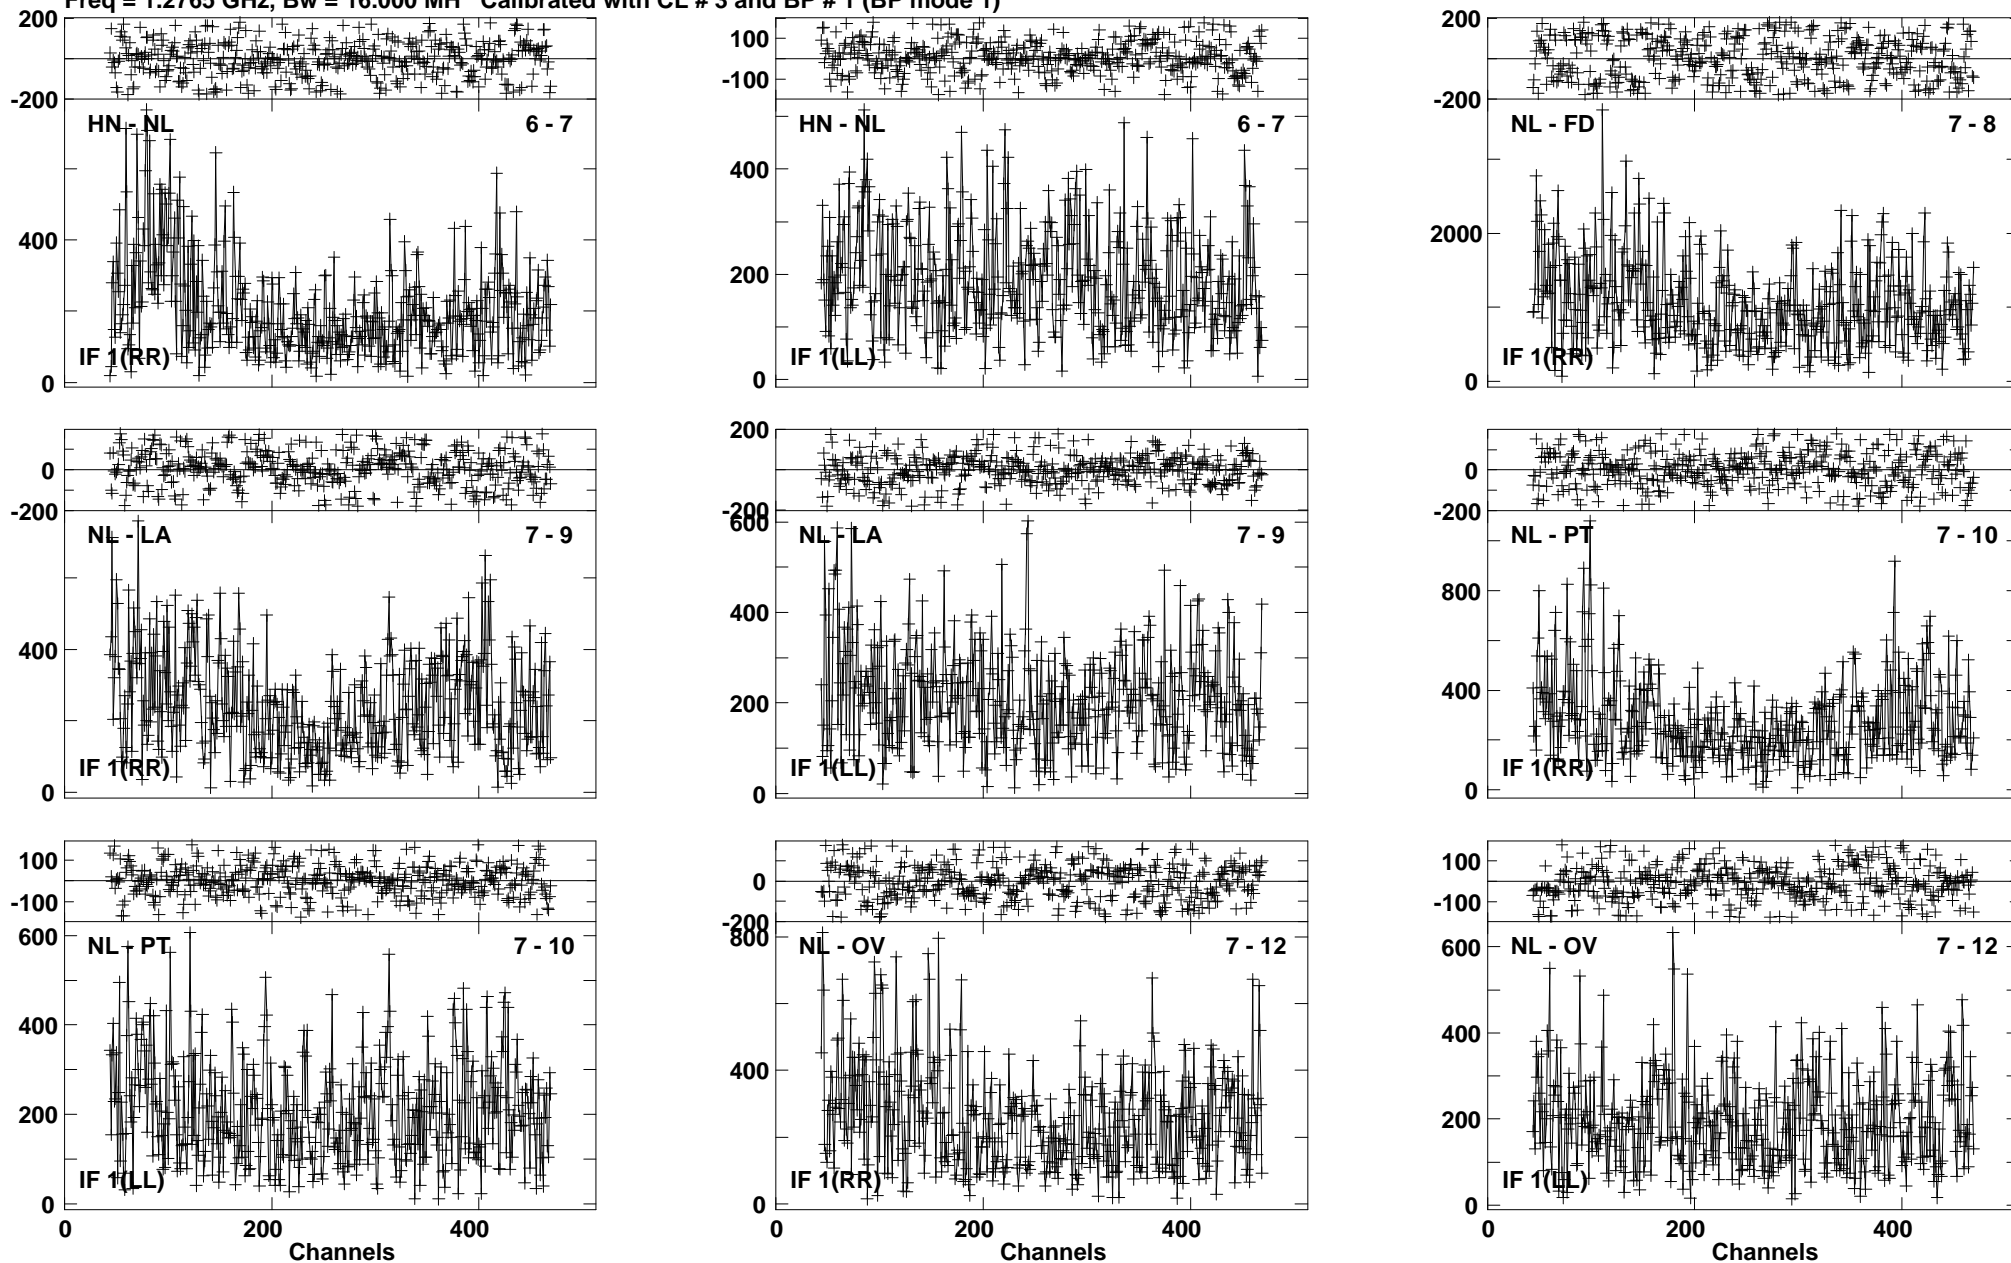 Freq = 1.2765 GHz, Bw = 16.000 MH Calibrated with CL # 3 and BP # 1 (BP mode 1)
200
-200
HN - NL 6 - 7
400
IF 1(RR)
0
100
-100
HN - NL 6 - 7
400
200
IF 1(LL)
0
200
-200
NL - FD 7 - 8
2000
IF 1(RR)
0
0
-200
NL - LA 7 - 9
400
IF 1(RR)
0
200
0
-200
600
NL - LA 7 - 9
400
200
IF 1(LL)
0
0
-200
NL - PT 7 - 10
800
400
IF 1(RR)
0
100
-100
600
NL - PT 7 - 10
400
200
IF 1(LL)
0
0 200 400
Channels
0
-200
800
NL - OV 7 - 12
400
IF 1(RR)
0
0 200 400
Channels
100
-100
600
NL - OV 7 - 12
400
200
IF 1(LL)
0
0 200 400
Channels